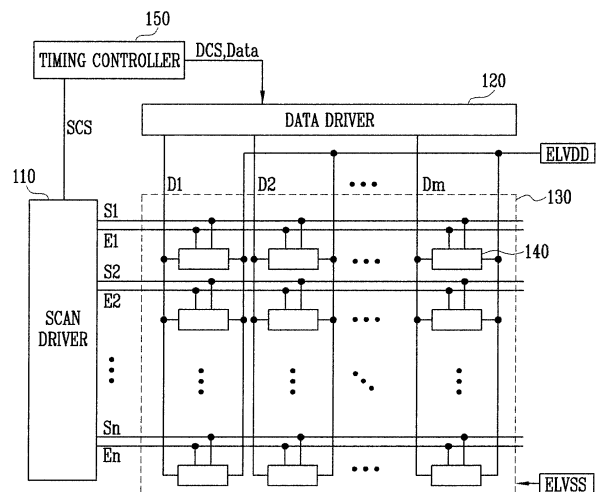 150
TIMING CONTROLLER
DCS,Data
120
DATA DRIVER
SCS
ELVDD
110
D1
D2
Dm
130
S1
E1
140
S2
E2
SCAN
DRIVER
Sn
En
ELVSS